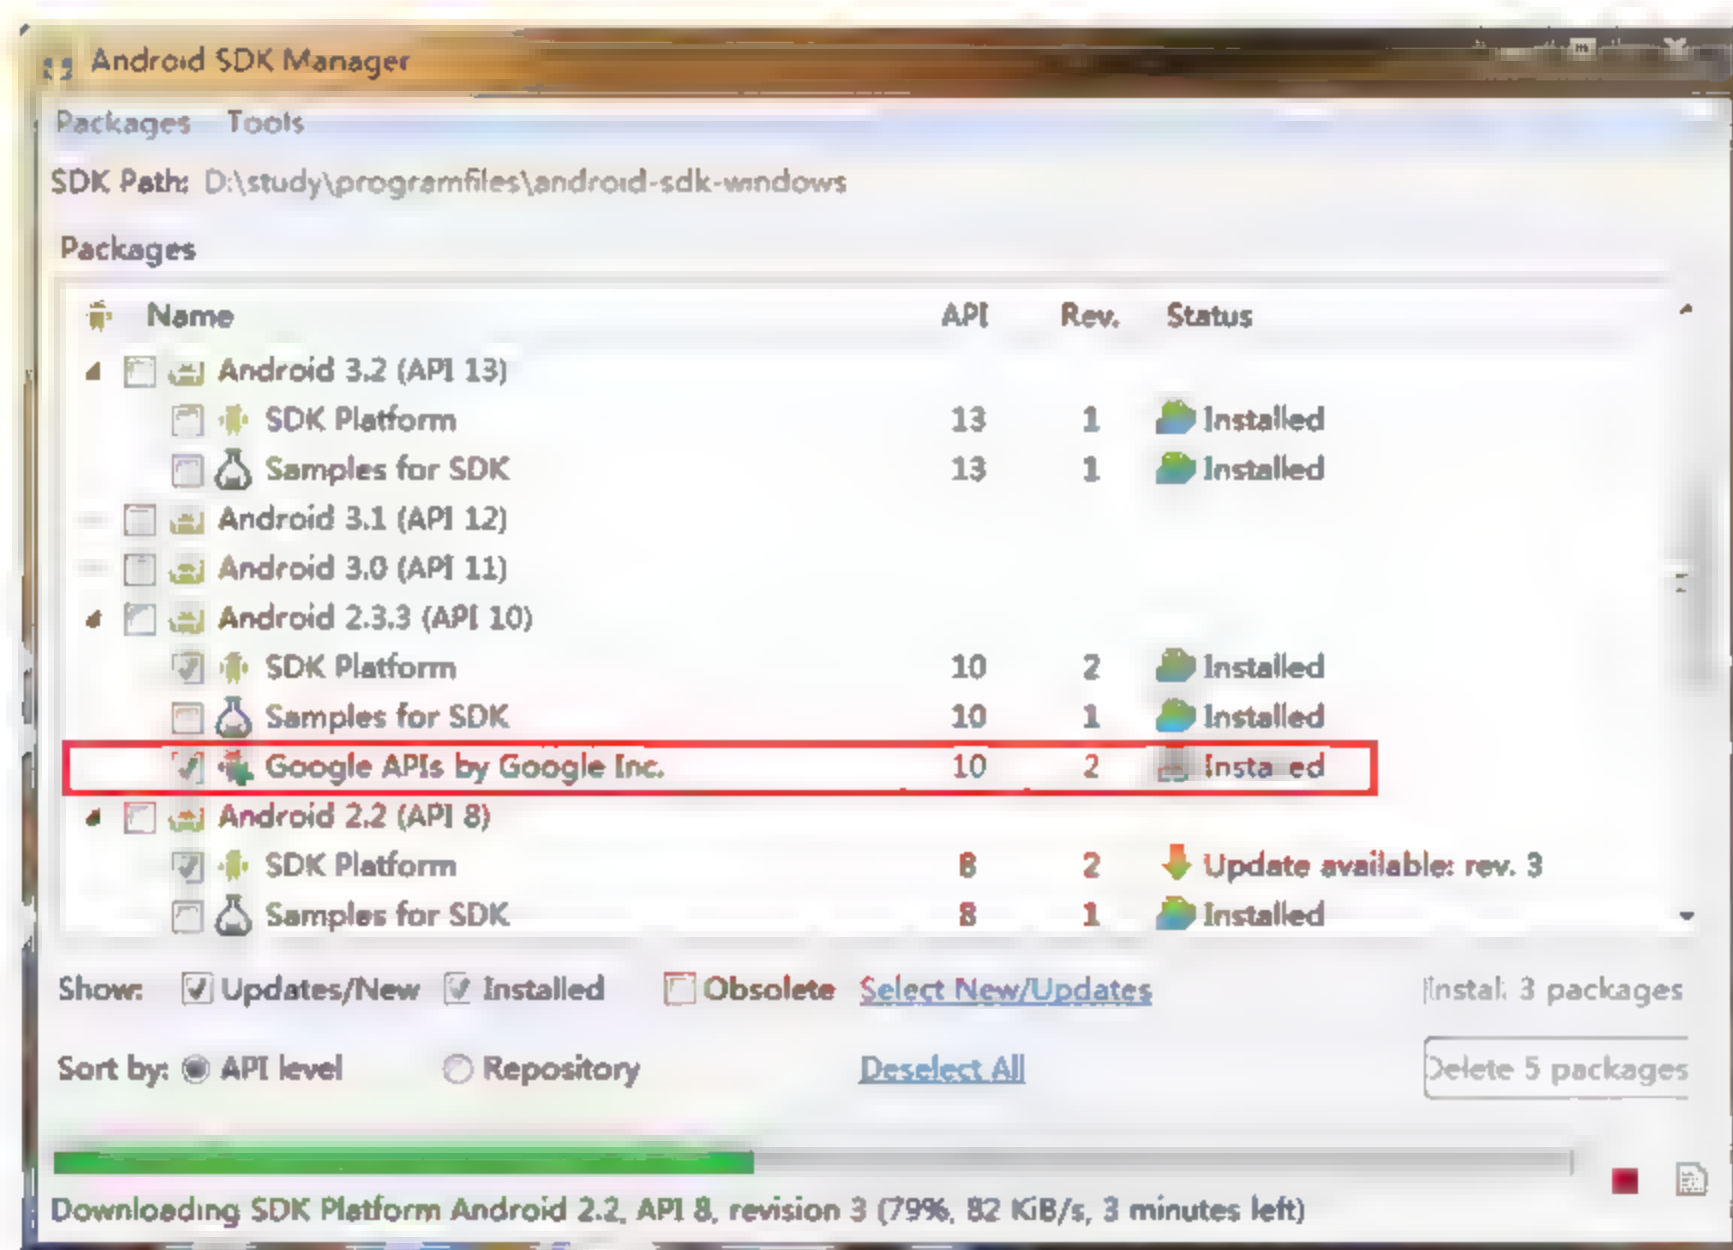 Android SDK Manager
Packages Tools
SDK Path: D:\study\programfiles\android-sdk-windows
Packages
Name API Rev. Status
Android 3.2 (API 13)
SDK Platform 13 1 Installed
Samples for SDK 13 1 Installed
Android 3.1 (API 12)
Android 3.0 (API 11)
Android 2.3.3 (API 10)
SDK Platform 10 2 Installed
Samples for SDK 10 1 Installed
Google APIs by Google Inc. 10 2 Installed
Android 2.2 (API 8)
SDK Platform 8 2 Update available: rev. 3
Samples for SDK 8 1 Installed
Show: Updates/New Installed Obsolete Select New/Updates Install 3 packages
Sort by: API level Repository Deselect All Delete 5 packages
Downloading SDK Platform Android 2.2, API 8, revision 3 (79%, 82 KiB/s, 3 minutes left)